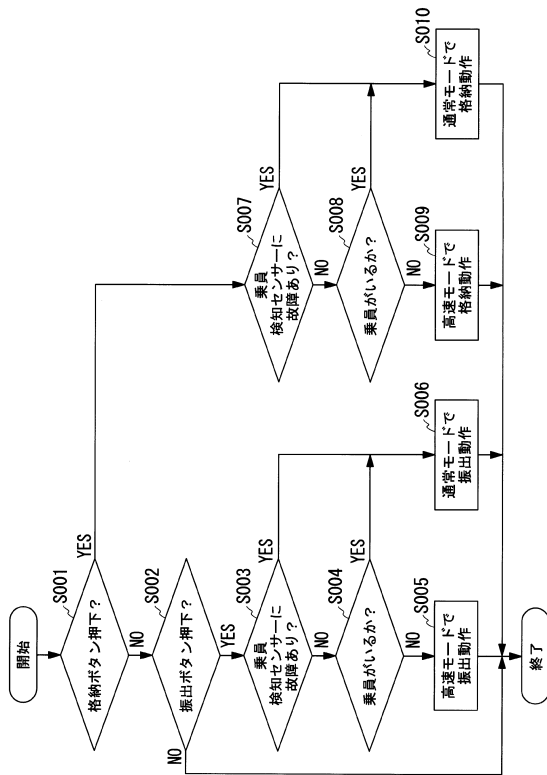 開始
S001
格納ボタン押下？
YES
NO
S002
振出ボタン押下？
NO
YES
S003
乗員
検知センサーに
故障あり？
YES
NO
S004
乗員がいるか？
YES
NO
S005
高速モードで
振出動作
S006
通常モードで
振出動作
S007
乗員
検知センサーに
故障あり？
YES
NO
S008
乗員がいるか？
YES
NO
S009
高速モードで
格納動作
S010
通常モードで
格納動作
終了